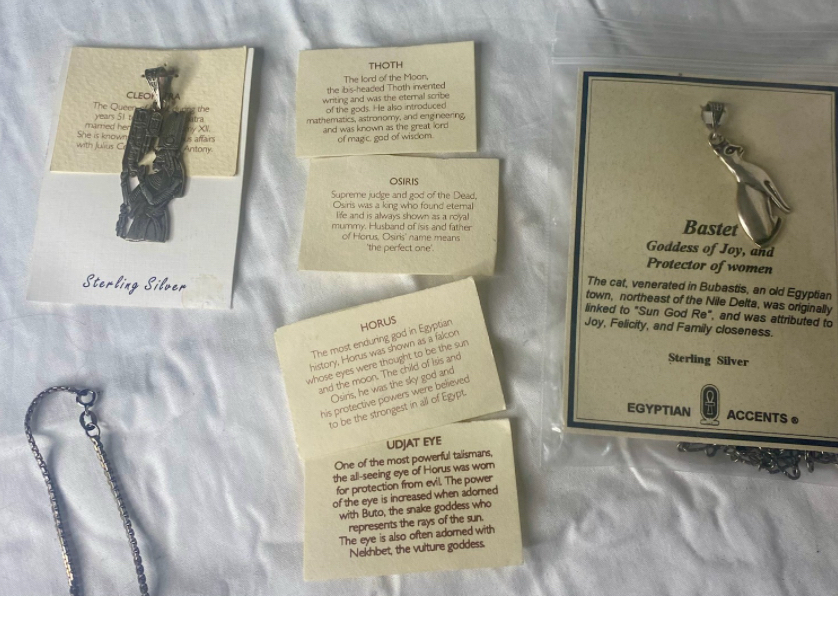 CLEO RA
The Queen ing the
years 51 t tra
married her ny XII.
She is known s affairs
with Julius C Antony.
Sterling Silver
THOTH
The lord of the Moon,
the ibis-headed Thoth invented
writing and was the eternal scribe
of the gods. He also introduced
mathematics, astronomy, and engineering,
and was known as the great lord
of magic, god of wisdom.
OSIRIS
Supreme judge and god of the Dead,
Osiris was a king who found eternal
life and is always shown as a royal
mummy. Husband of Isis and father
of Horus, Osiris' name means
'the perfect one'.
HORUS
The most enduring god in Egyptian
history, Horus was shown as a falcon
whose eyes were thought to be the sun
and the moon. The child of Isis and
Osiris, he was the sky god and
his protective powers were believed
to be the strongest in all of Egypt.
UDJAT EYE
One of the most powerful talismans,
the all-seeing eye of Horus was worn
for protection from evil. The power
of the eye is increased when adorned
with Buto, the snake goddess who
represents the rays of the sun.
The eye is also often adorned with
Nekhbet, the vulture goddess.
Bastet
Goddess of Joy, and
Protector of women
The cat, venerated in Bubastis, an old Egyptian
town, northeast of the Nile Delta, was originally
linked to "Sun God Re", and was attributed to
Joy, Felicity, and Family closeness.
Sterling Silver
EGYPTIAN ACCENTS ®